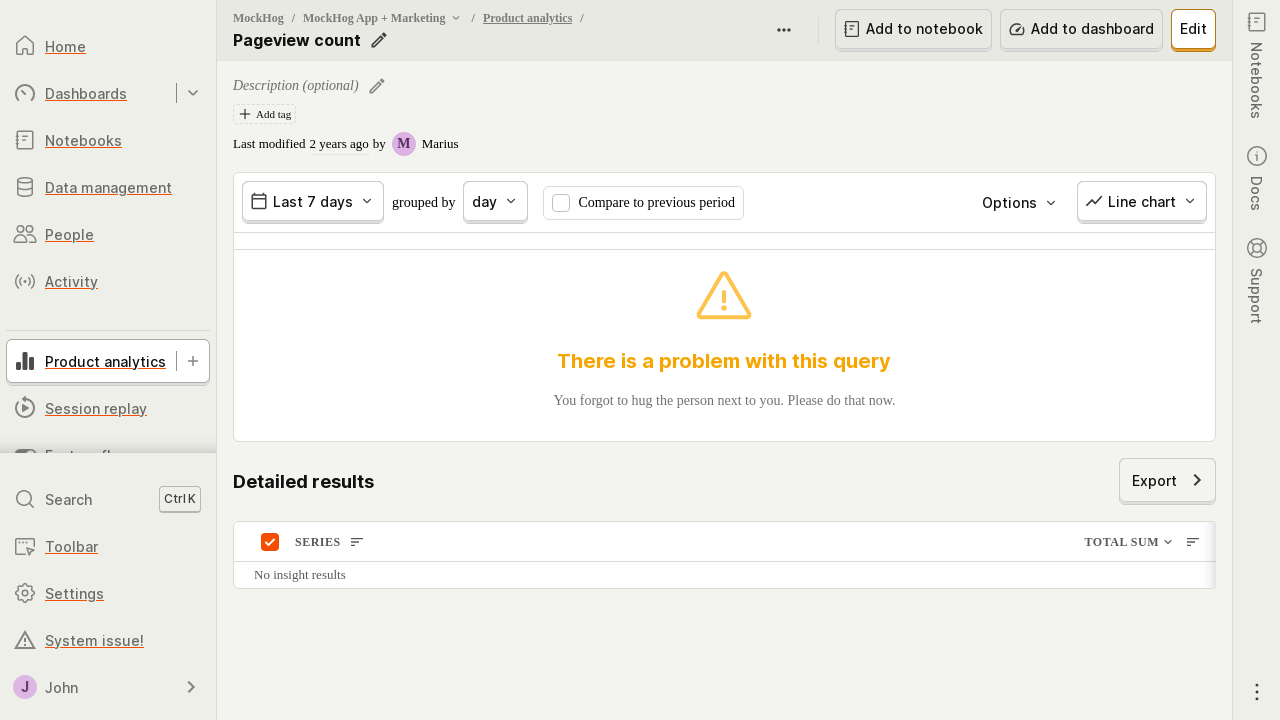 Home
Dashboards
Notebooks
Data management
People
Activity
Product analytics
Session replay
Search
Ctrl K
Toolbar
Settings
System issue!
J
John
MockHog / MockHog App + Marketing / Product analytics /
Pageview count
Add to notebook
Add to dashboard
Edit
Description (optional)
Add tag
Last modified 2 years ago by M Marius
Last 7 days grouped by day Compare to previous period Options Line chart
There is a problem with this query
You forgot to hug the person next to you. Please do that now.
Detailed results
Export
SERIES TOTAL SUM
No insight results
Notebooks
Docs
Support